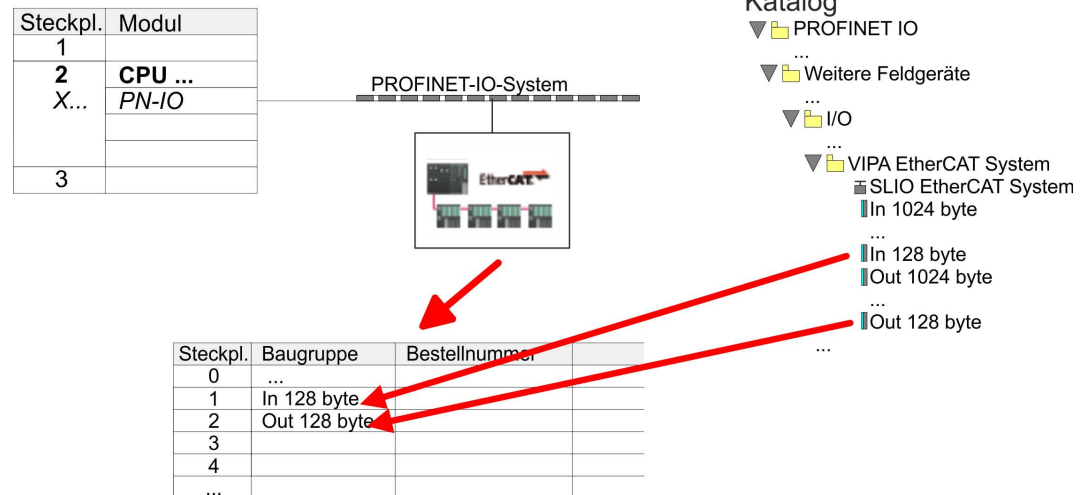 Steckpl. Modul
1
2 CPU ...
X... PN-IO
3
PROFINET-IO-System
EtherCAT
Katalog
PROFINET IO
...
Weitere Feldgeräte
...
I/O
...
VIPA EtherCAT System
SLIO EtherCAT System
In 1024 byte
...
In 128 byte
Out 1024 byte
...
Out 128 byte
...
Steckpl. Baugruppe Bestellnummer
0 ...
1 In 128 byte
2 Out 128 byte
3
4
...